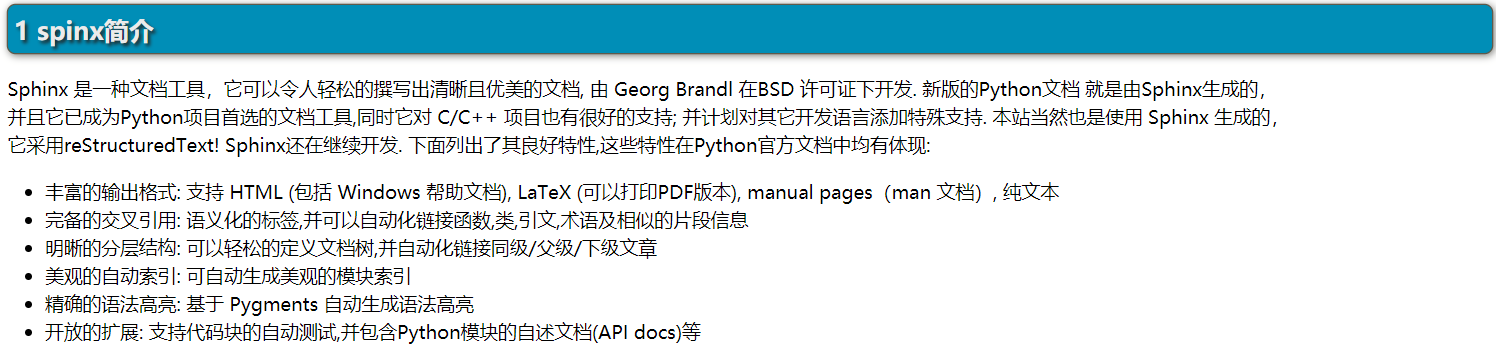 1 spinx简介
Sphinx 是一种文档工具，它可以令人轻松的撰写出清晰且优美的文档, 由 Georg Brandl 在BSD 许可证下开发. 新版的Python文档 就是由Sphinx生成的，
并且它已成为Python项目首选的文档工具,同时它对 C/C++ 项目也有很好的支持; 并计划对其它开发语言添加特殊支持. 本站当然也是使用 Sphinx 生成的，
它采用reStructuredText! Sphinx还在继续开发. 下面列出了其良好特性,这些特性在Python官方文档中均有体现:
• 丰富的输出格式: 支持 HTML (包括 Windows 帮助文档), LaTeX (可以打印PDF版本), manual pages（man 文档）, 纯文本
• 完备的交叉引用: 语义化的标签,并可以自动化链接函数,类,引文,术语及相似的片段信息
• 明晰的分层结构: 可以轻松的定义文档树,并自动化链接同级/父级/下级文章
• 美观的自动索引: 可自动生成美观的模块索引
• 精确的语法高亮: 基于 Pygments 自动生成语法高亮
• 开放的扩展: 支持代码块的自动测试,并包含Python模块的自述文档(API docs)等